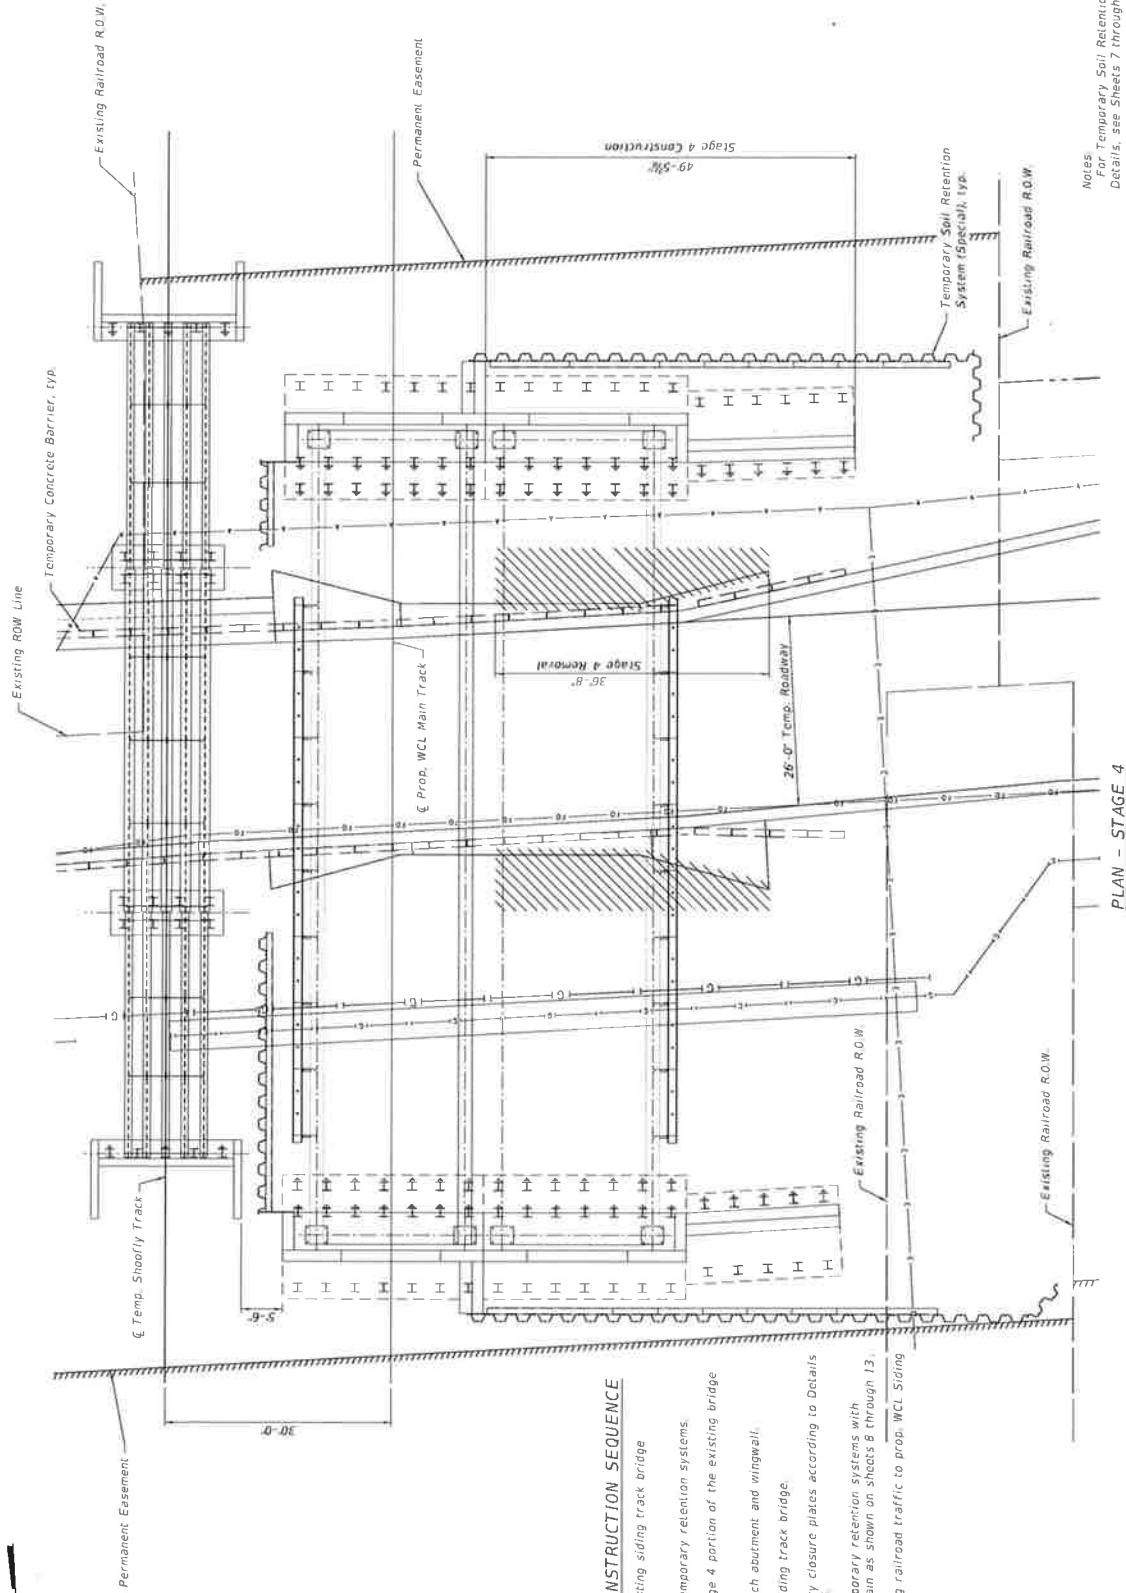 Existing ROW Line
Temporary Concrete Barrier, typ.
Existing Railroad R.O.W.
Permanent Easement
℄ Temp. Shoofly Track
Permanent Easement
30'-0"
5'-6"
℄ Prop. WCL Main Track
Stage 4 Removal
36'-8"
26'-0" Temp. Roadway
Stage 4 Construction
Temporary Soil Retention
System (Special), typ.
Existing Railroad R.O.W.
Existing Railroad R.O.W.
Existing Railroad R.O.W.
NSTRUCTION SEQUENCE
ting siding track bridge
mporary retention systems.
ge 4 portion of the existing bridge
ch abutment and wingwall.
ding track bridge.
y closure plates according to Details
porary retention systems with
in as shown on sheets 8 through 13.
g railroad traffic to prop. WCL Siding
PLAN - STAGE 4
Notes
For Temporary Soil Retentio
Details, see Sheets 7 through